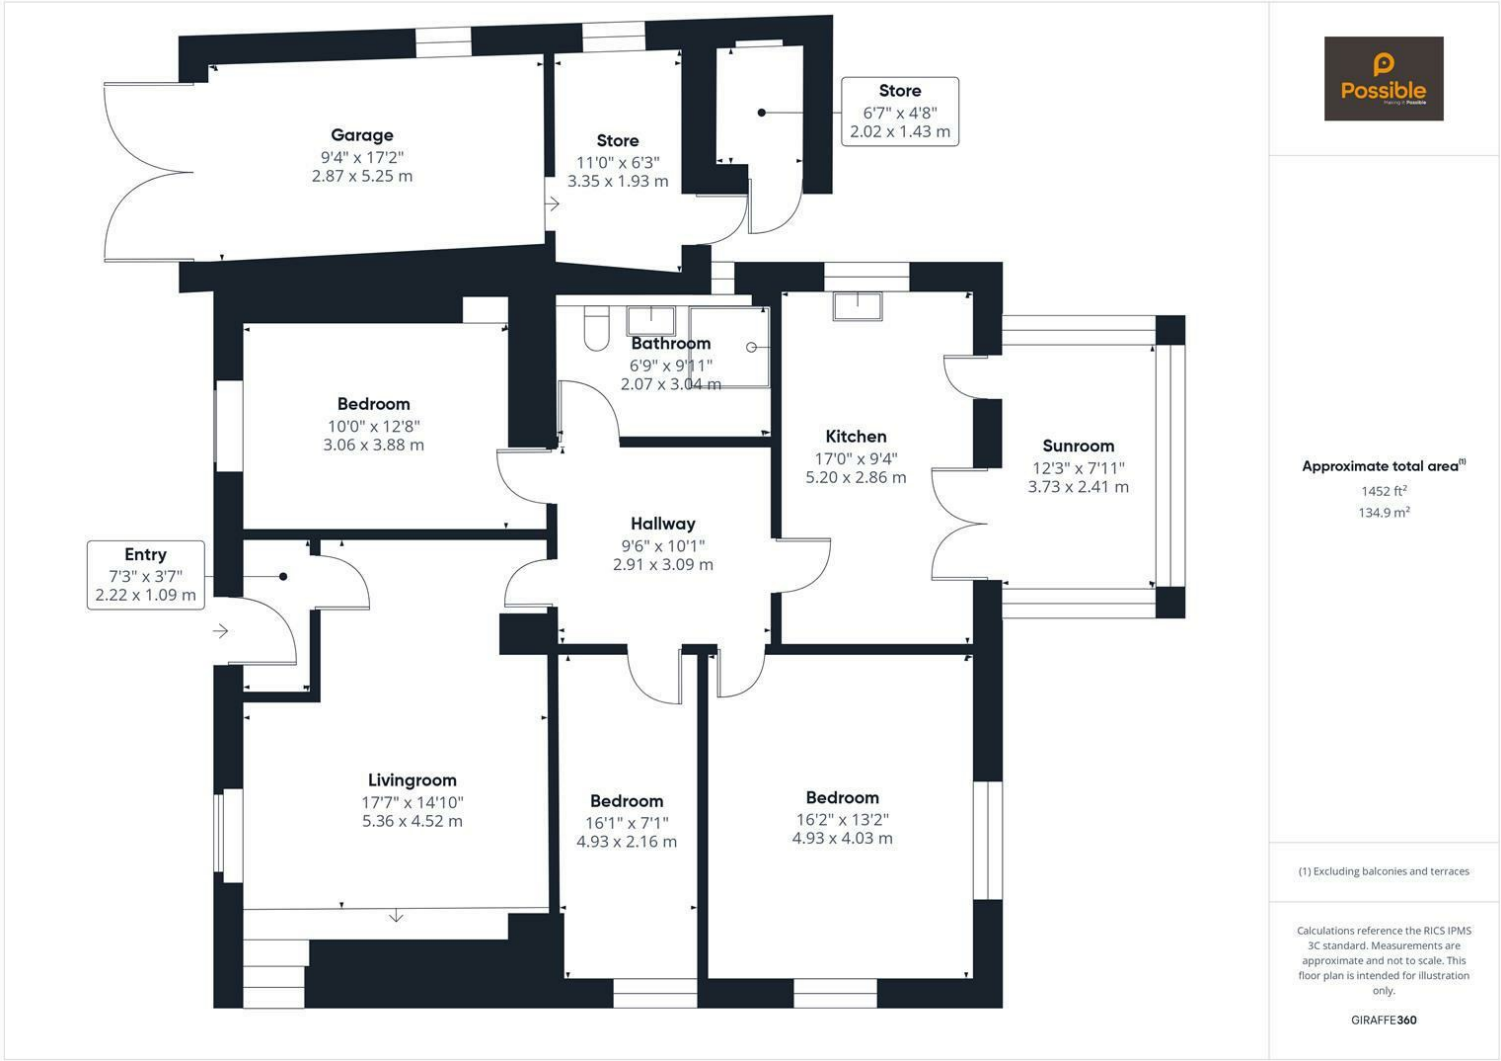 Garage
9'4" x 17'2"
2.87 x 5.25 m
Store
11'0" x 6'3"
3.35 x 1.93 m
Store
6'7" x 4'8"
2.02 x 1.43 m
Bathroom
6'9" x 9'11"
2.07 x 3.04 m
Bedroom
10'0" x 12'8"
3.06 x 3.88 m
Kitchen
17'0" x 9'4"
5.20 x 2.86 m
Sunroom
12'3" x 7'11"
3.73 x 2.41 m
Hallway
9'6" x 10'1"
2.91 x 3.09 m
Entry
7'3" x 3'7"
2.22 x 1.09 m
Livingroom
17'7" x 14'10"
5.36 x 4.52 m
Bedroom
16'1" x 7'1"
4.93 x 2.16 m
Bedroom
16'2" x 13'2"
4.93 x 4.03 m
Possible
Making it Possible
Approximate total area(1)
1452 ft²
134.9 m²
(1) Excluding balconies and terraces
Calculations reference the RICS IPMS
3C standard. Measurements are
approximate and not to scale. This
floor plan is intended for illustration
only.
GIRAFFE360